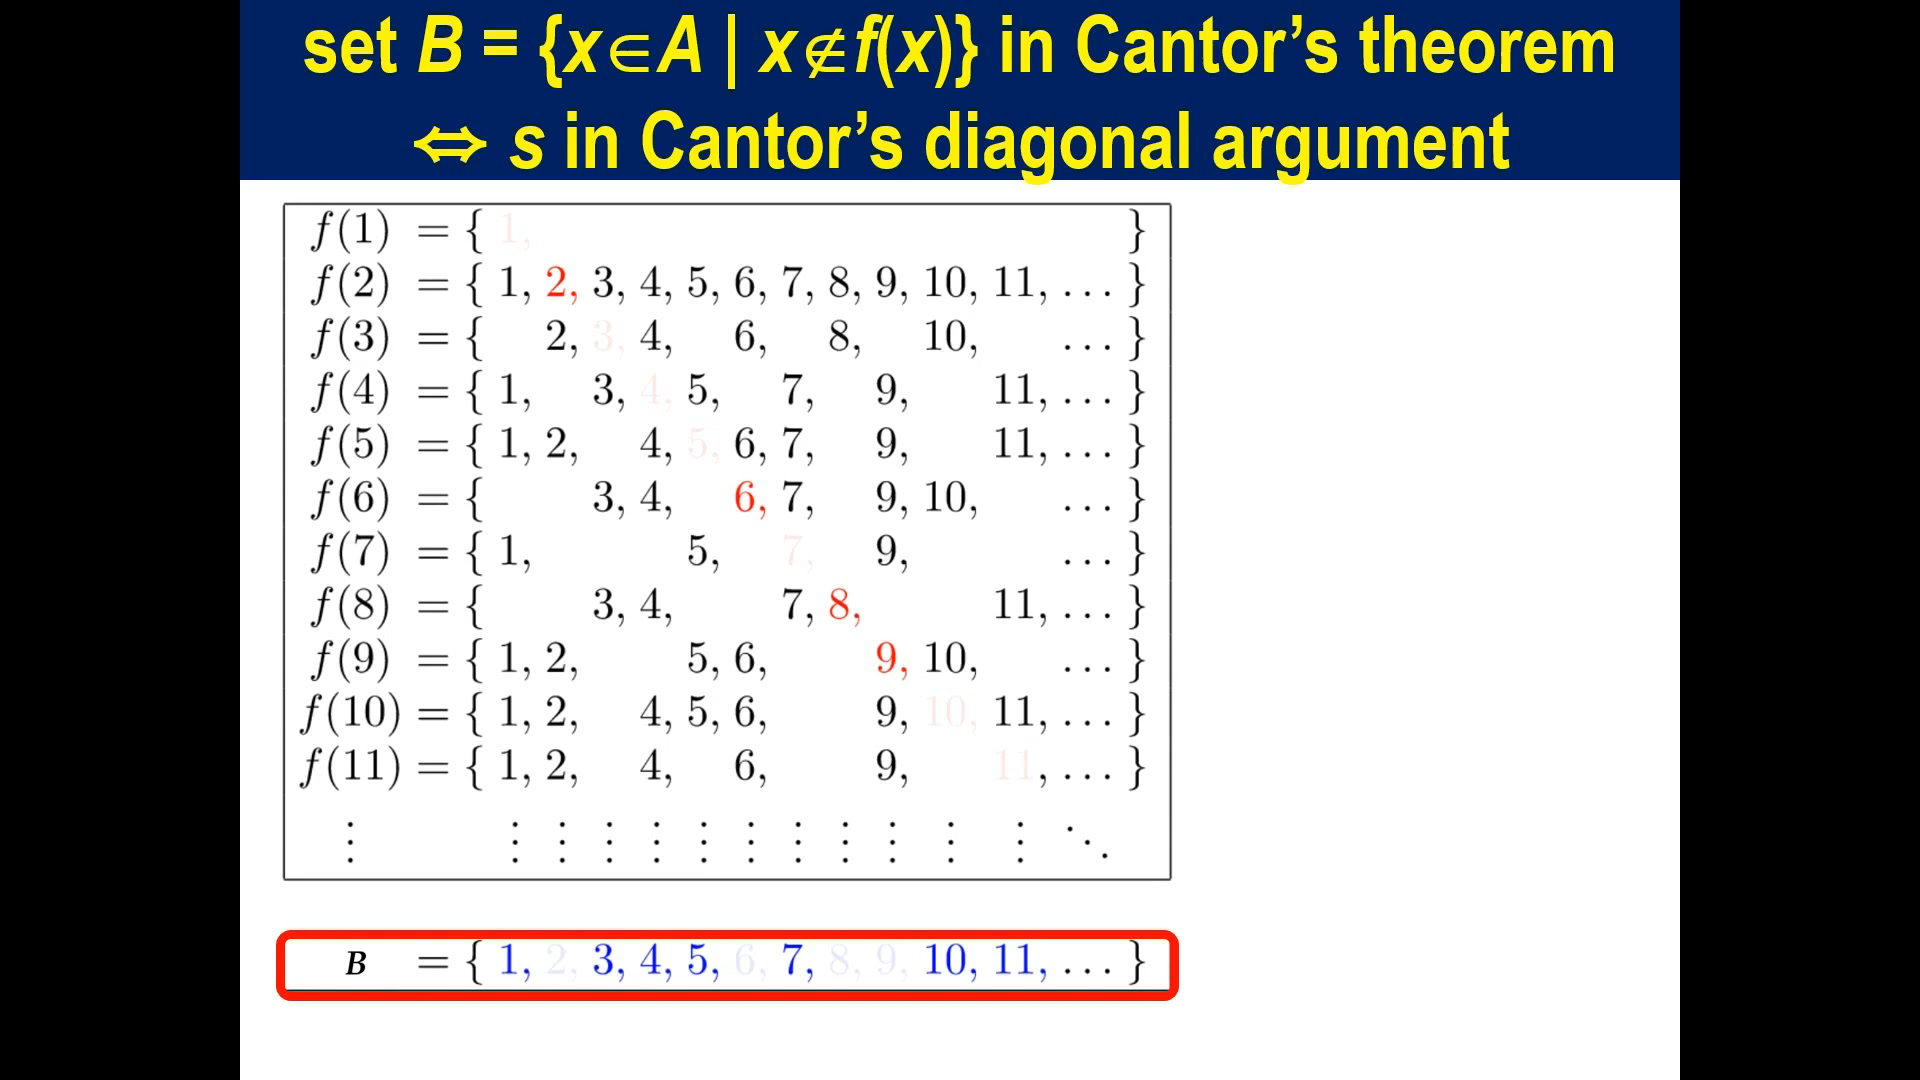 set B = {x∈A | x∉f(x)} in Cantor’s theorem
⇔ s in Cantor’s diagonal argument
f(1) = { 1, }
f(2) = { 1, 2, 3, 4, 5, 6, 7, 8, 9, 10, 11, … }
f(3) = { 2, 3, 4, 6, 8, 10, … }
f(4) = { 1, 3, 4, 5, 7, 9, 11, … }
f(5) = { 1, 2, 4, 5, 6, 7, 9, 11, … }
f(6) = { 3, 4, 6, 7, 9, 10, … }
f(7) = { 1, 5, 7, 9, … }
f(8) = { 3, 4, 7, 8, 11, … }
f(9) = { 1, 2, 5, 6, 9, 10, … }
f(10) = { 1, 2, 4, 5, 6, 9, 10, 11, … }
f(11) = { 1, 2, 4, 6, 9, 11, … }
⋮ ⋮ ⋮ ⋮ ⋮ ⋮ ⋮ ⋮ ⋮ ⋮ ⋮ ⋮ ⋱
B = { 1, 2, 3, 4, 5, 6, 7, 8, 9, 10, 11, … }